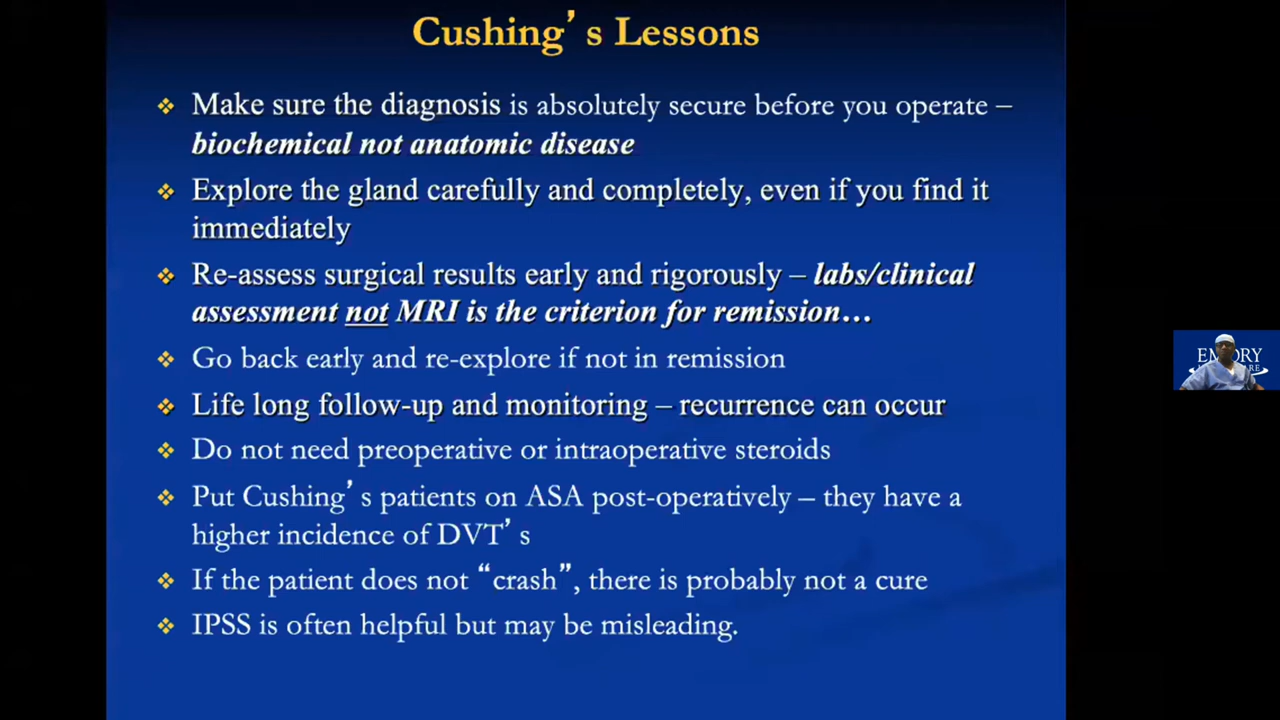 Cushing’s Lessons
❖ Make sure the diagnosis is absolutely secure before you operate –
biochemical not anatomic disease
❖ Explore the gland carefully and completely, even if you find it
immediately
❖ Re-assess surgical results early and rigorously – labs/clinical
assessment not MRI is the criterion for remission…
❖ Go back early and re-explore if not in remission
❖ Life long follow-up and monitoring – recurrence can occur
❖ Do not need preoperative or intraoperative steroids
❖ Put Cushing’s patients on ASA post-operatively – they have a
higher incidence of DVT’s
❖ If the patient does not “crash”, there is probably not a cure
❖ IPSS is often helpful but may be misleading.